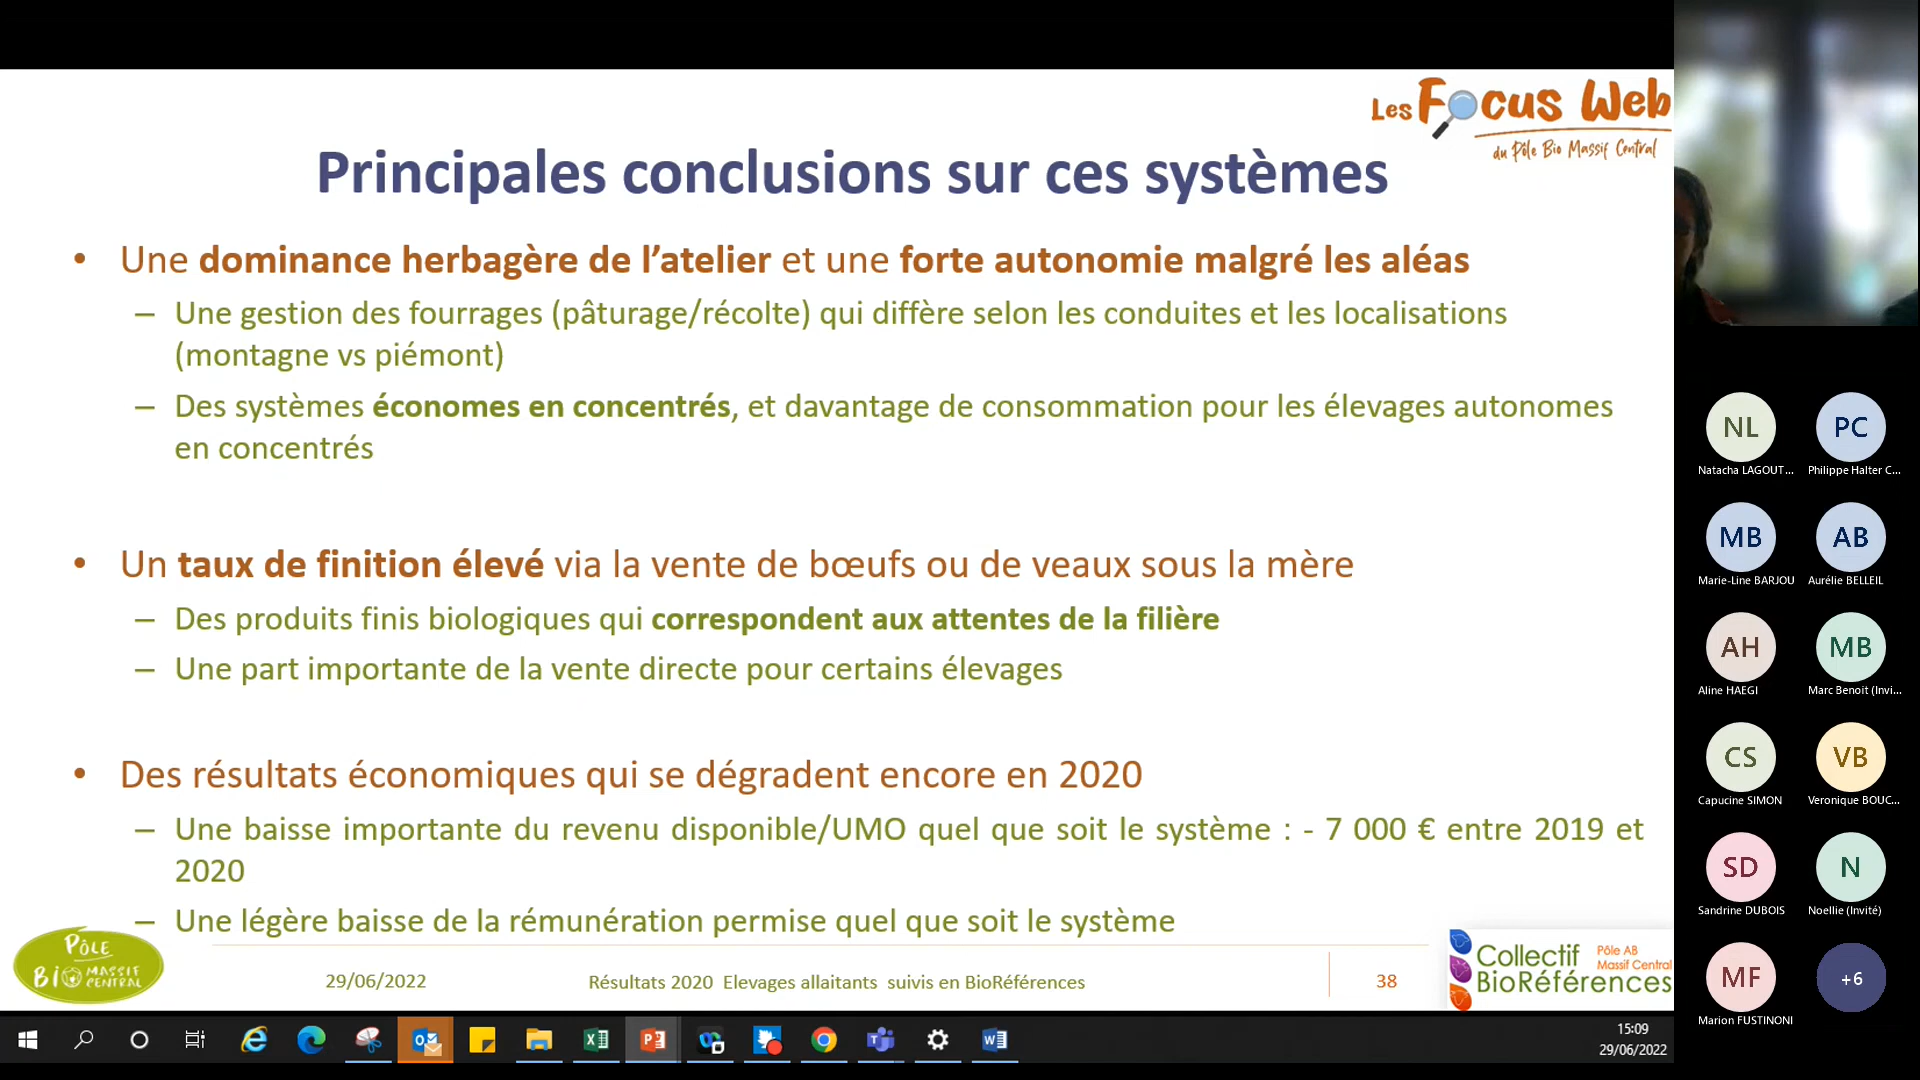 Les Focus Web
du Pôle Bio Massif Central
Principales conclusions sur ces systèmes
• Une dominance herbagère de l’atelier et une forte autonomie malgré les aléas
– Une gestion des fourrages (pâturage/récolte) qui diffère selon les conduites et les localisations
(montagne vs piémont)
– Des systèmes économes en concentrés, et davantage de consommation pour les élevages autonomes
en concentrés
• Un taux de finition élevé via la vente de bœufs ou de veaux sous la mère
– Des produits finis biologiques qui correspondent aux attentes de la filière
– Une part importante de la vente directe pour certains élevages
• Des résultats économiques qui se dégradent encore en 2020
– Une baisse importante du revenu disponible/UMO quel que soit le système : - 7 000 € entre 2019 et
2020
– Une légère baisse de la rémunération permise quel que soit le système
PÔLE
BIO MASSIF
CENTRAL
29/06/2022
Résultats 2020 Elevages allaitants suivis en BioRéférences
38
Collectif
BioRéférences
Pôle AB
Massif Central
15:09
29/06/2022
NL
Natacha LAGOUT...
PC
Philippe Halter C...
MB
Marie-Line BARJOU
AB
Aurélie BELLEIL
AH
Aline HAEGI
MB
Marc Benoit (Invi...
CS
Capucine SIMON
VB
Veronique BOUC...
SD
Sandrine DUBOIS
N
Noellie (Invité)
MF
Marion FUSTINONI
+6